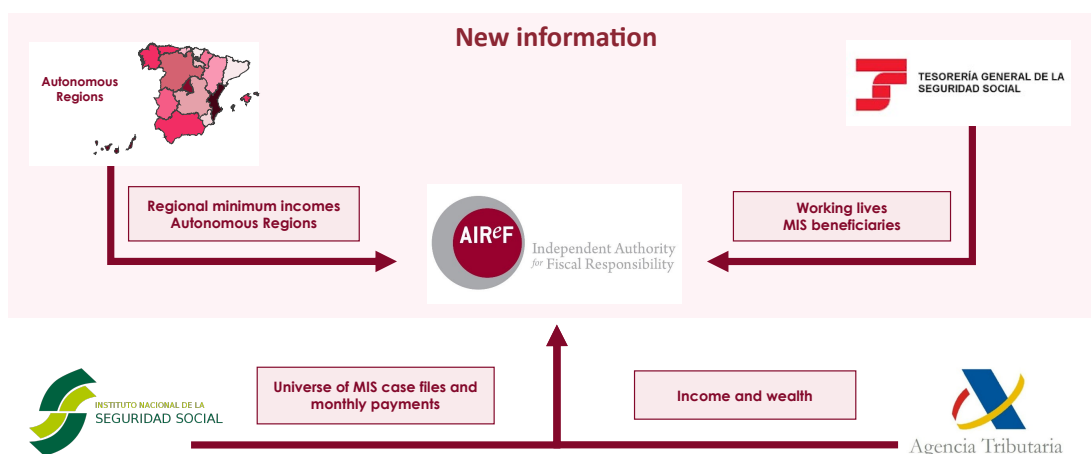 New information
Autonomous
Regions
TESORERÍA GENERAL DE LA
SEGURIDAD SOCIAL
Regional minimum incomes
Autonomous Regions
Working lives
MIS beneficiaries
AIReF
Independent Authority
for Fiscal Responsibility
Universe of MIS case files and
monthly payments
Income and wealth
INSTITUTO NACIONAL DE LA
SEGURIDAD SOCIAL
Agencia Tributaria